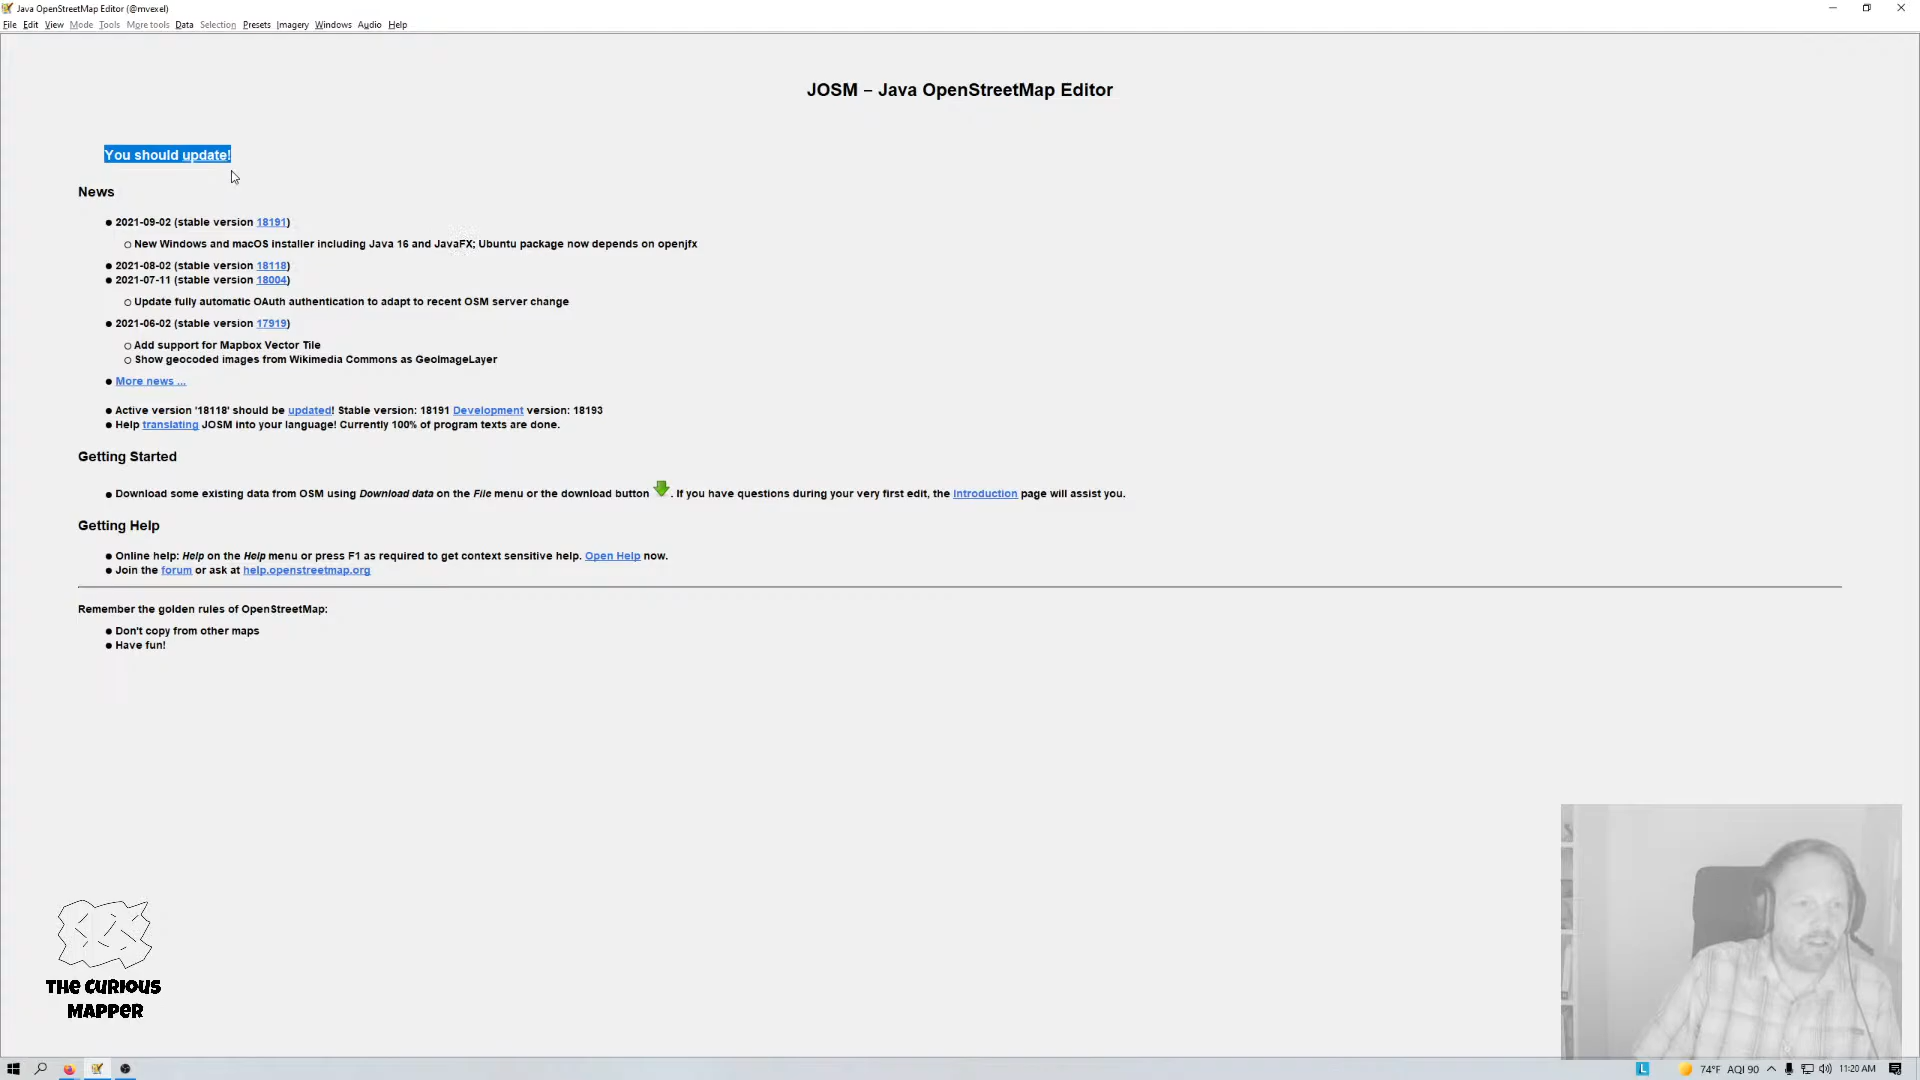 Java OpenStreetMap Editor (@mvexel)
File Edit View Mode Tools More tools Data Selection Presets Imagery Windows Audio Help
JOSM – Java OpenStreetMap Editor
You should update!
News
2021-09-02 (stable version 18191)
New Windows and macOS installer including Java 16 and JavaFX; Ubuntu package now depends on openjfx
2021-08-02 (stable version 18118)
2021-07-11 (stable version 18004)
Update fully automatic OAuth authentication to adapt to recent OSM server change
2021-06-02 (stable version 17919)
Add support for Mapbox Vector Tile
Show geocoded images from Wikimedia Commons as GeoImageLayer
More news ...
Active version '18118' should be updated! Stable version: 18191 Development version: 18193
Help translating JOSM into your language! Currently 100% of program texts are done.
Getting Started
Download some existing data from OSM using Download data on the File menu or the download button . If you have questions during your very first edit, the Introduction page will assist you.
Getting Help
Online help: Help on the Help menu or press F1 as required to get context sensitive help. Open Help now.
Join the forum or ask at help.openstreetmap.org
Remember the golden rules of OpenStreetMap:
Don't copy from other maps
Have fun!
THE CURIOUS
MAPPER
L 74°F AQI 90 11:20 AM